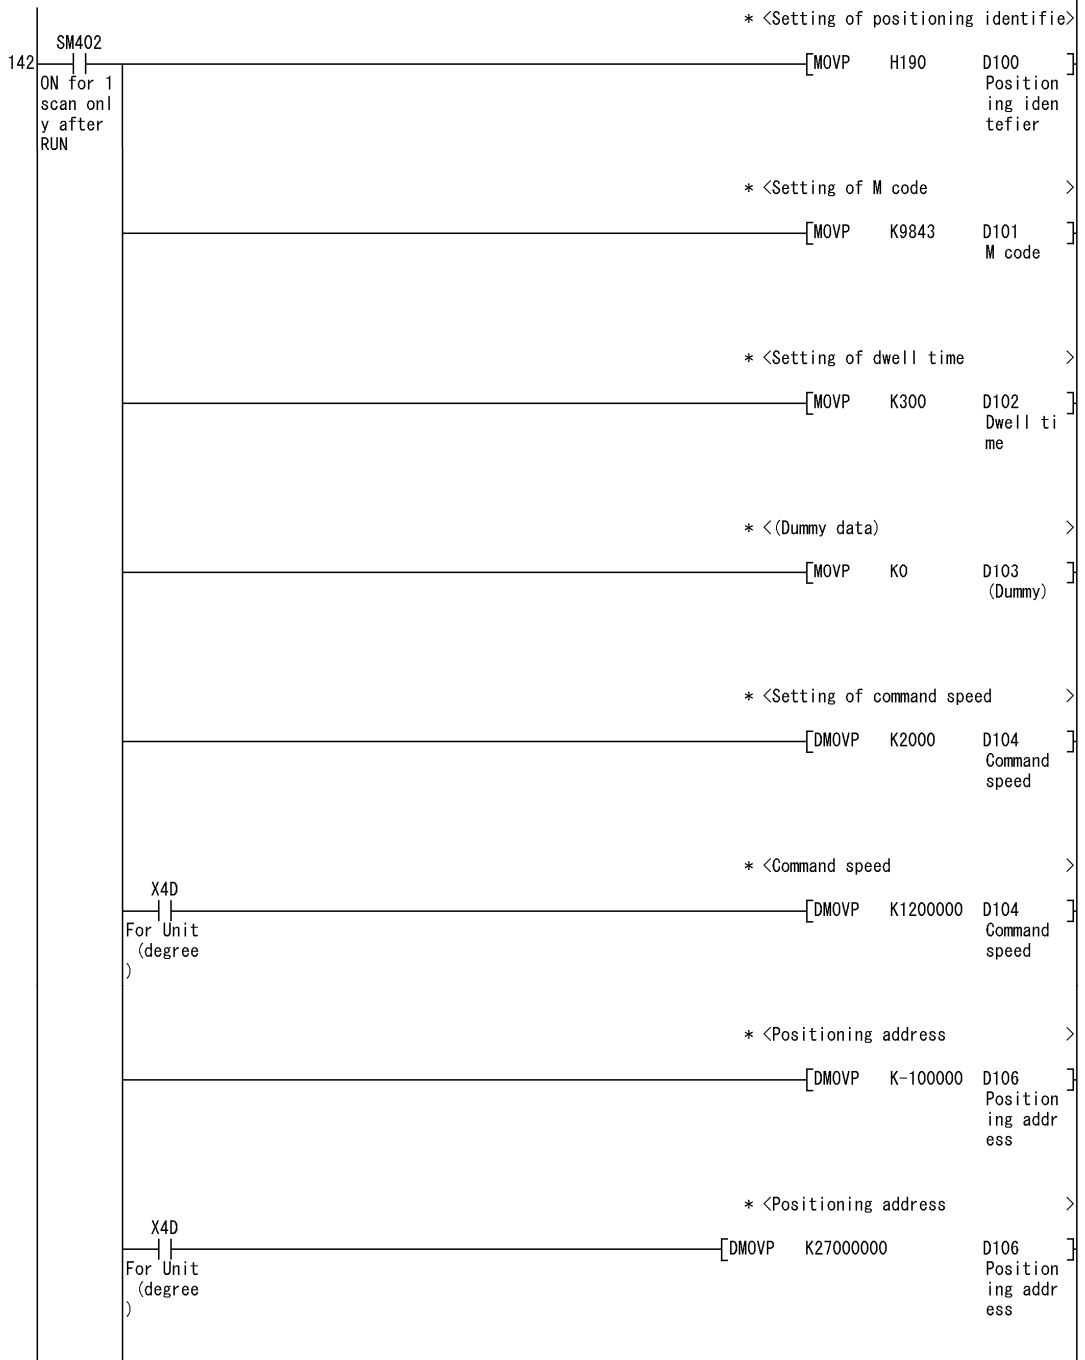 * <Setting of positioning identifie>
SM402
142 [MOVP H190 D100 ]
ON for 1
scan onl
y after
RUN
Position
ing iden
tefier
* <Setting of M code >
[MOVP K9843 D101 ]
M code
* <Setting of dwell time >
[MOVP K300 D102 ]
Dwell ti
me
* <(Dummy data) >
[MOVP K0 D103 ]
(Dummy)
* <Setting of command speed >
[DMOVP K2000 D104 ]
Command
speed
* <Command speed >
X4D
[DMOVP K1200000 D104 ]
For Unit
(degree
)
Command
speed
* <Positioning address >
[DMOVP K-100000 D106 ]
Position
ing addr
ess
* <Positioning address >
X4D
[DMOVP K27000000 D106 ]
For Unit
(degree
)
Position
ing addr
ess